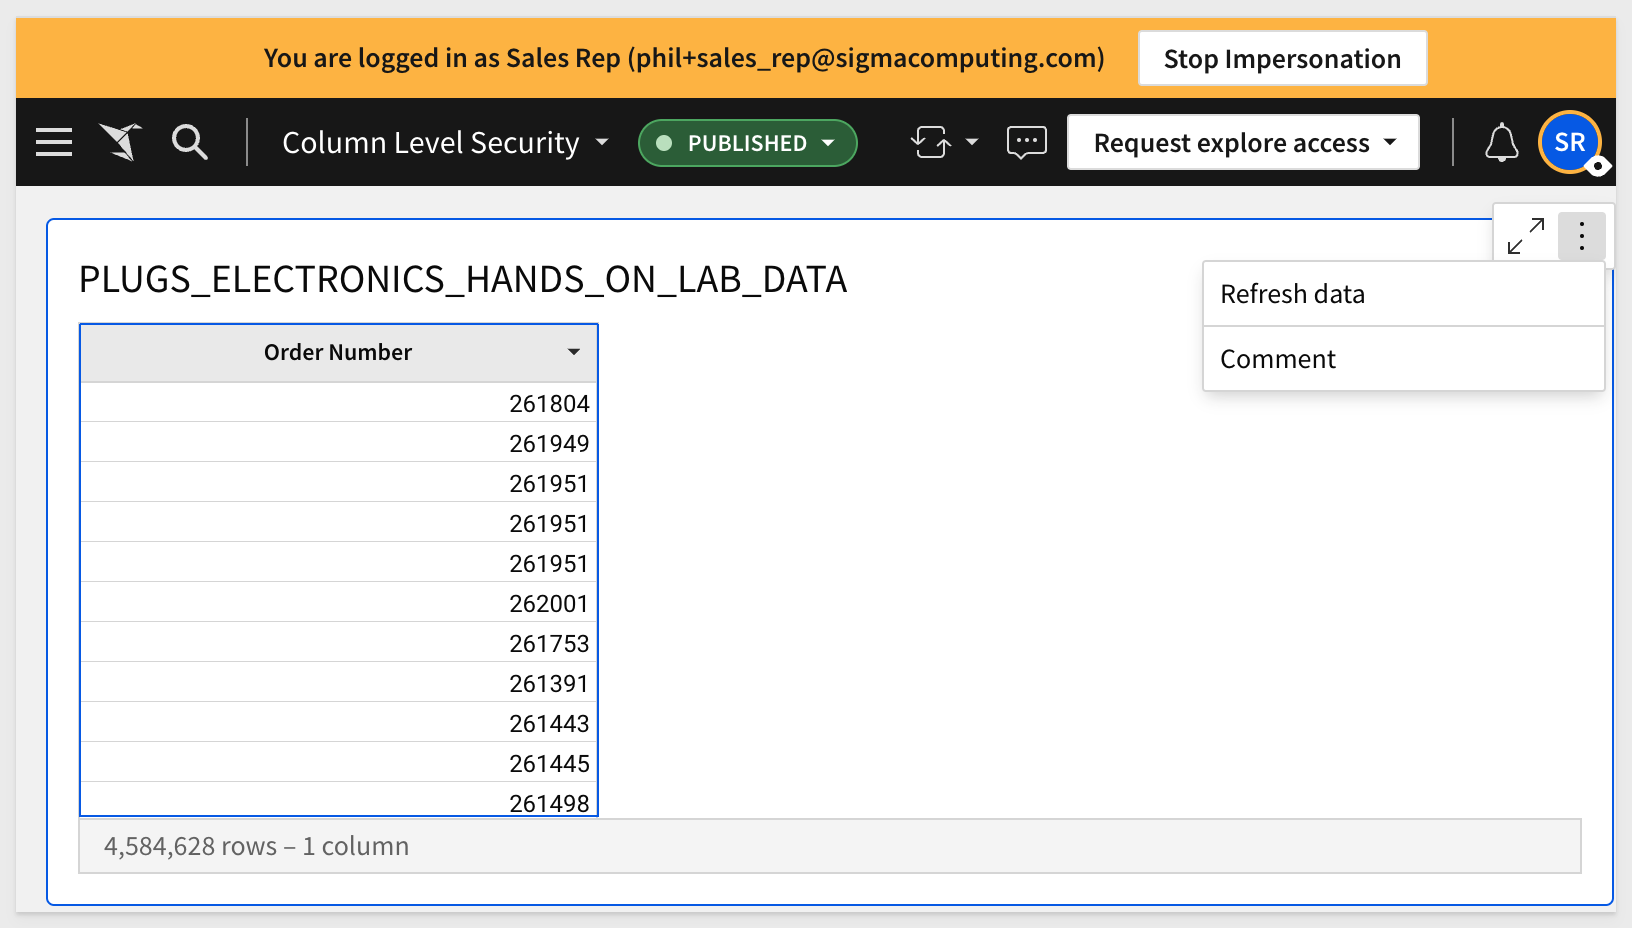 You are logged in as Sales Rep (phil+sales_rep@sigmacomputing.com) Stop Impersonation
Column Level Security PUBLISHED Request explore access SR
PLUGS_ELECTRONICS_HANDS_ON_LAB_DATA
Refresh data
Comment
Order Number
261804
261949
261951
261951
261951
262001
261753
261391
261443
261445
261498
4,584,628 rows – 1 column